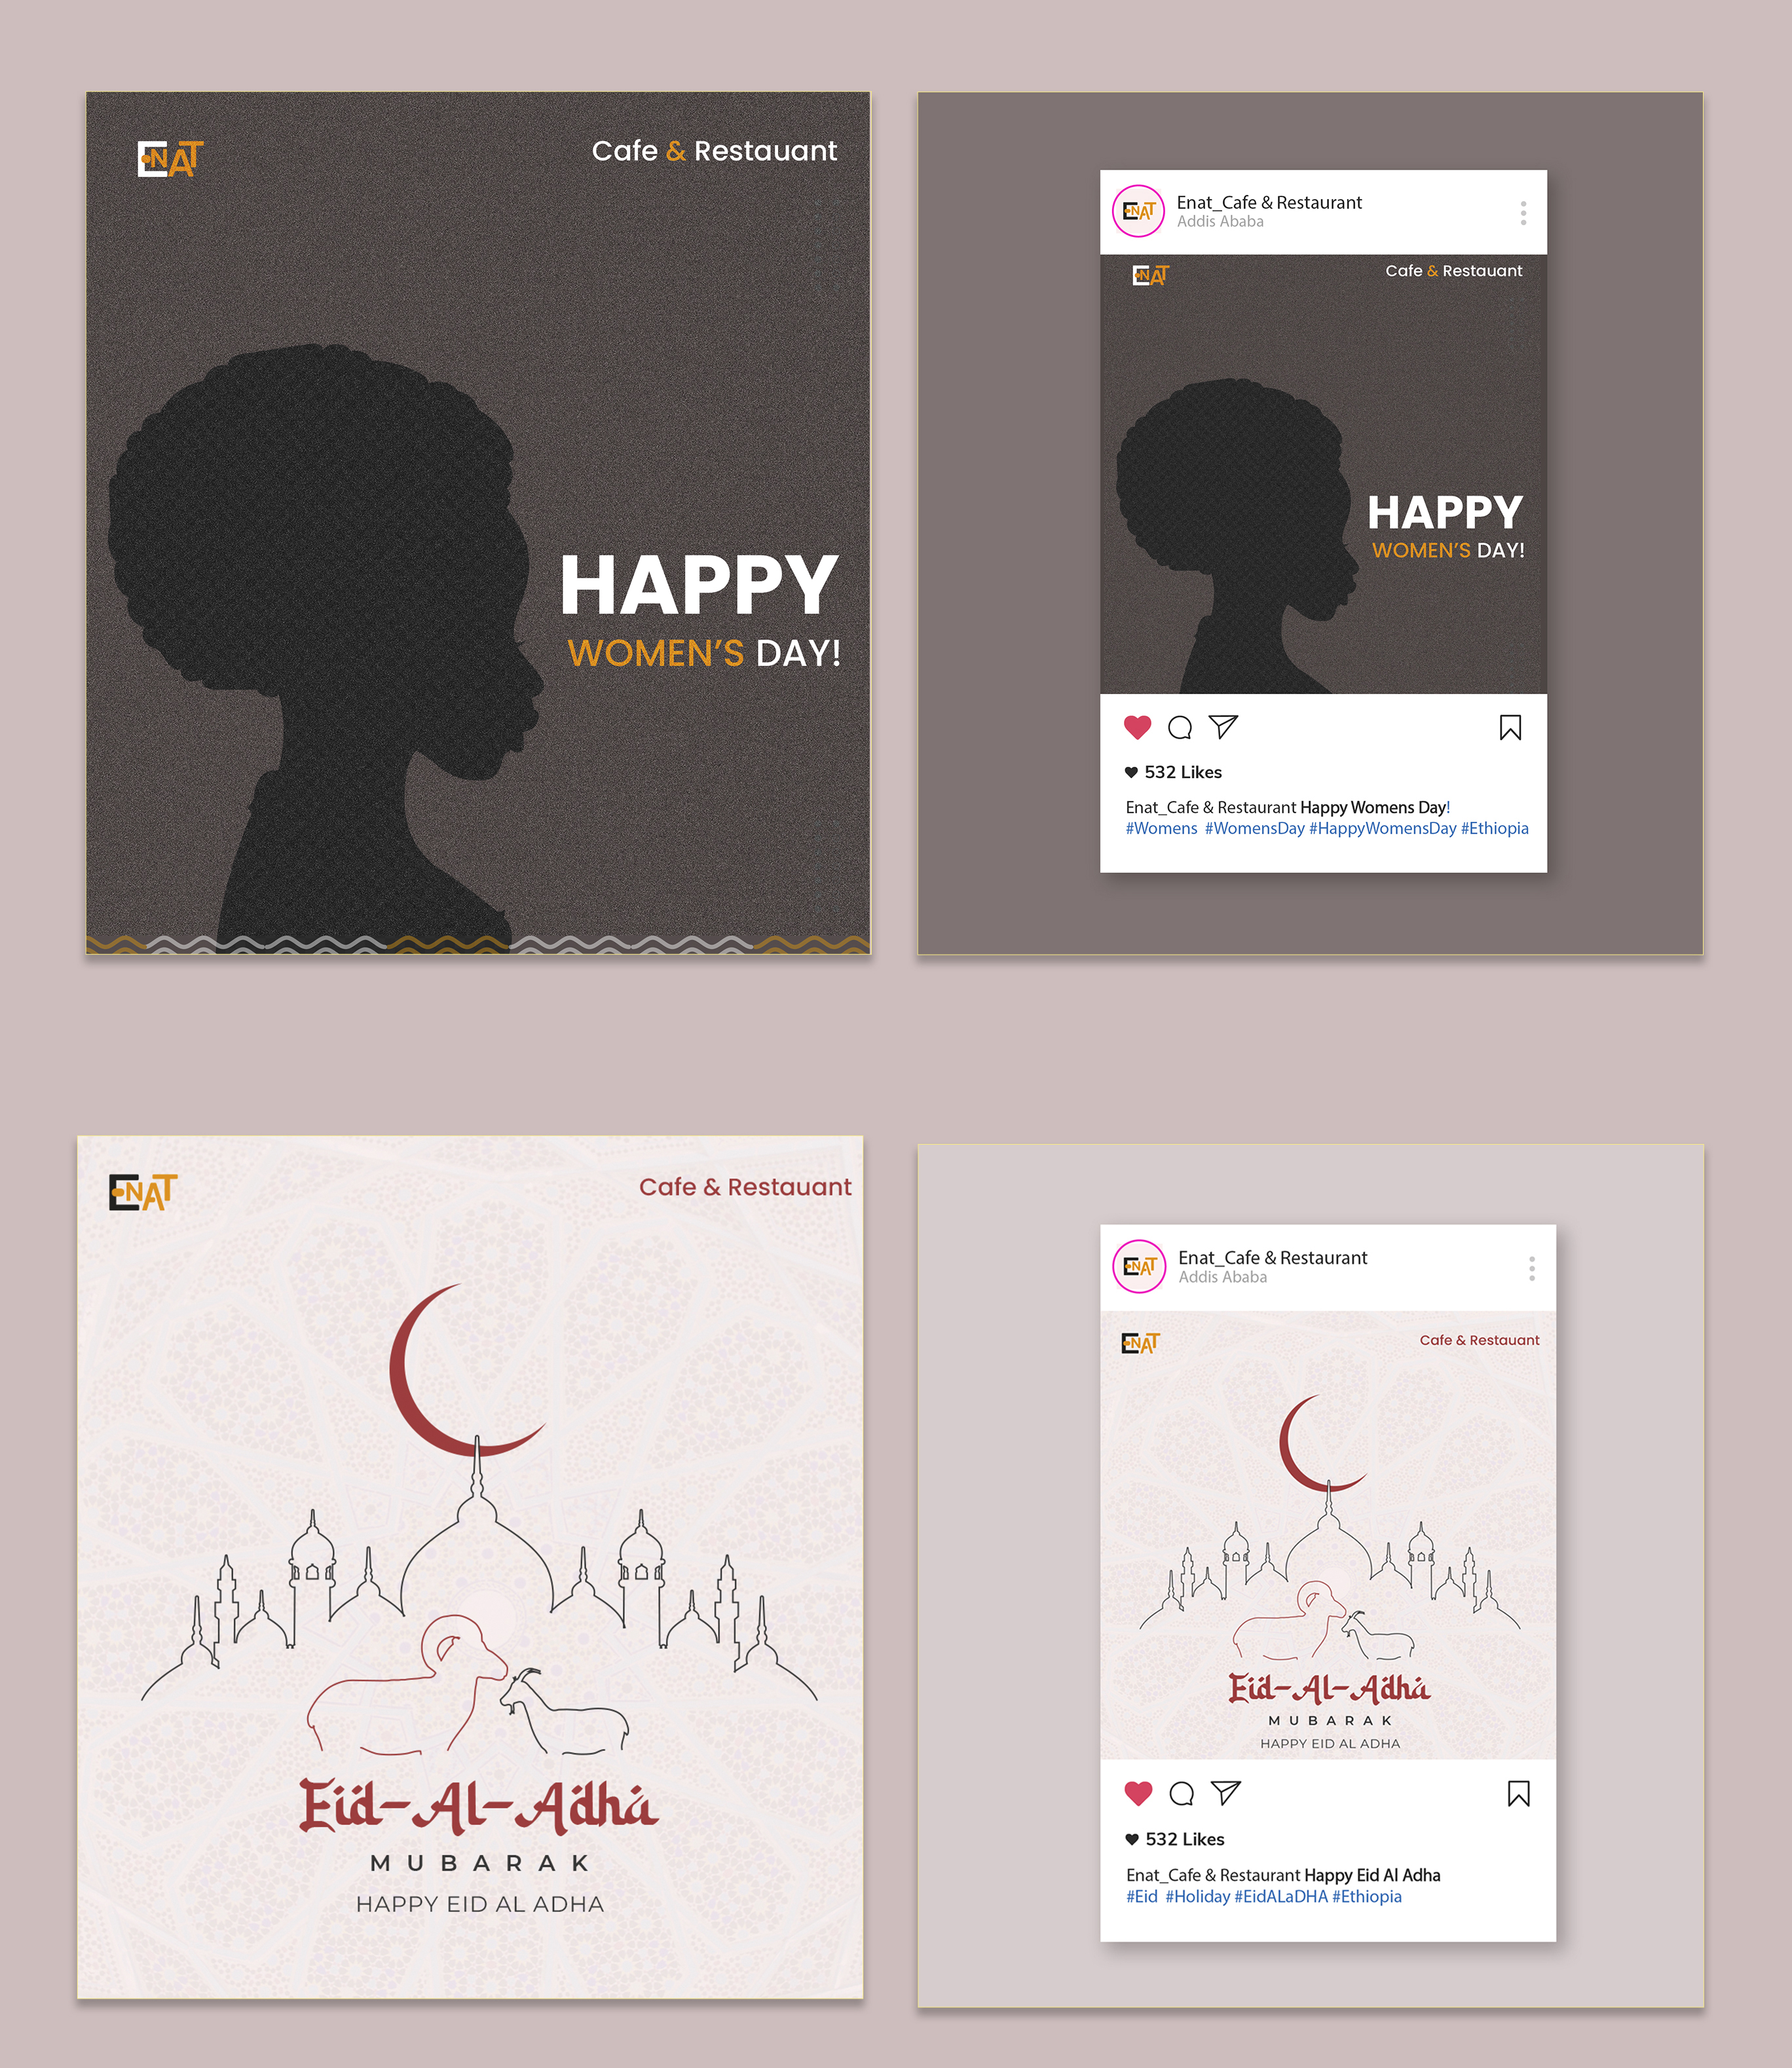 ENAT
Cafe & Restauant
HAPPY
WOMEN'S DAY!
ENAT
Enat_Cafe & Restaurant
Addis Ababa
ENAT
Cafe & Restauant
HAPPY
WOMEN'S DAY!
532 Likes
Enat_Cafe & Restaurant Happy Womens Day!
#Womens #WomensDay #HappyWomensDay #Ethiopia
ENAT
Cafe & Restauant
Eid-Al-Adha
MUBARAK
HAPPY EID AL ADHA
ENAT
Enat_Cafe & Restaurant
Addis Ababa
ENAT
Cafe & Restauant
Eid-Al-Adha
MUBARAK
HAPPY EID AL ADHA
532 Likes
Enat_Cafe & Restaurant Happy Eid Al Adha
#Eid #Holiday #EidALaDHA #Ethiopia